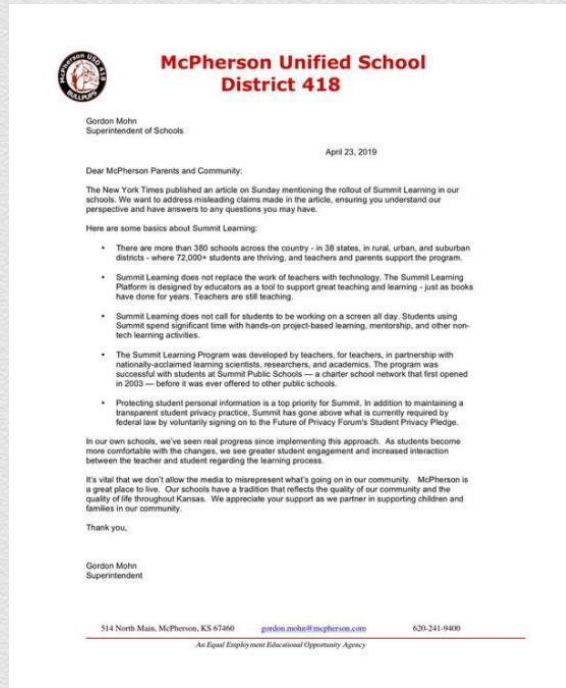 McPherson USD 418
BULLPUPS
McPherson Unified School
District 418
Gordon Mohn
Superintendent of Schools
April 23, 2019
Dear McPherson Parents and Community:
The New York Times published an article on Sunday mentioning the rollout of Summit Learning in our
schools. We want to address misleading claims made in the article, ensuring you understand our
perspective and have answers to any questions you may have.
Here are some basics about Summit Learning:
• There are more than 380 schools across the country - in 38 states, in rural, urban, and suburban
districts - where 72,000+ students are thriving, and teachers and parents support the program.
• Summit Learning does not replace the work of teachers with technology. The Summit Learning
Platform is designed by educators as a tool to support great teaching and learning - just as books
have done for years. Teachers are still teaching.
• Summit Learning does not call for students to be working on a screen all day. Students using
Summit spend significant time with hands-on project-based learning, mentorship, and other non-
tech learning activities.
• The Summit Learning Program was developed by teachers, for teachers, in partnership with
nationally-acclaimed learning scientists, researchers, and academics. The program was
successful with students at Summit Public Schools — a charter school network that first opened
in 2003 — before it was ever offered to other public schools.
• Protecting student personal information is a top priority for Summit. In addition to maintaining a
transparent student privacy practice, Summit has gone above what is currently required by
federal law by voluntarily signing on to the Future of Privacy Forum's Student Privacy Pledge.
In our own schools, we've seen real progress since implementing this approach. As students become
more comfortable with the changes, we see greater student engagement and increased interaction
between the teacher and student regarding the learning process.
It's vital that we don't allow the media to misrepresent what's going on in our community. McPherson is
a great place to live. Our schools have a tradition that reflects the quality of our community and the
quality of life throughout Kansas. We appreciate your support as we partner in supporting children and
families in our community.
Thank you,
Gordon Mohn
Superintendent
514 North Main, McPherson, KS 67460 gordon.mohn@mcpherson.com 620-241-9400
An Equal Employment Educational Opportunity Agency